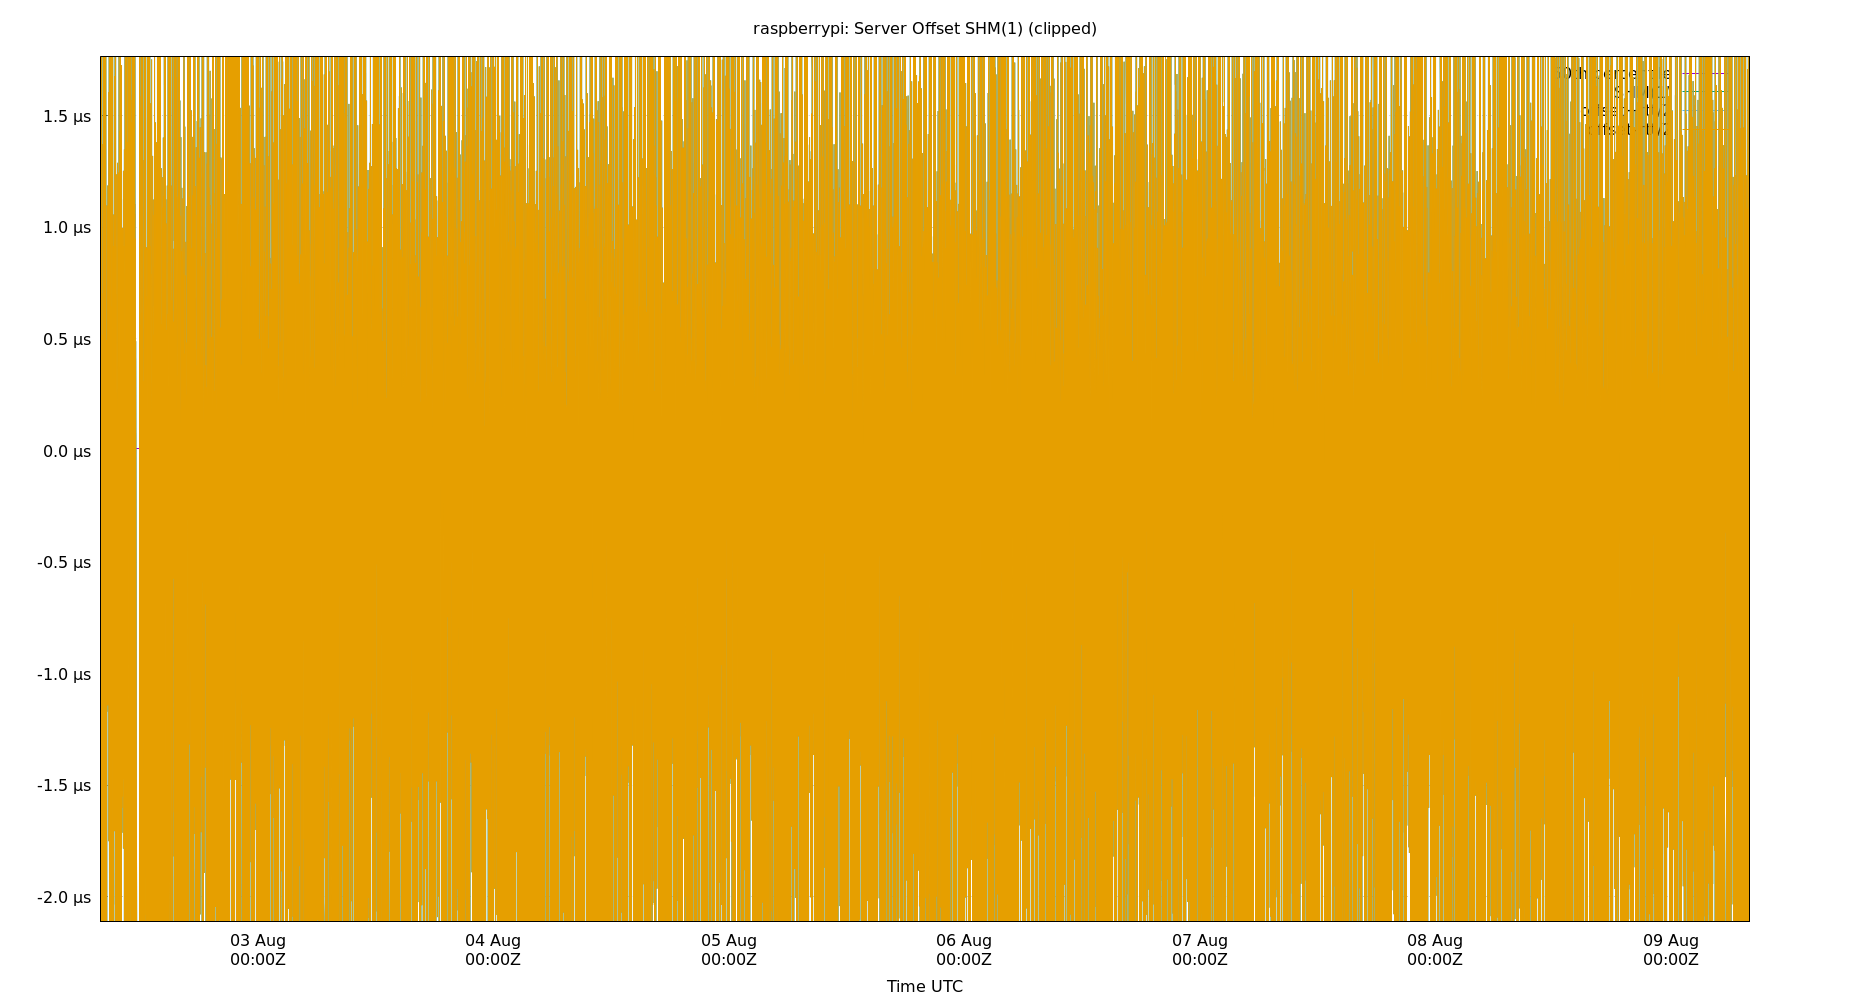 raspberrypi: Server Offset SHM(1) (clipped)
1.5 µs
1.0 µs
0.5 µs
0.0 µs
-0.5 µs
-1.0 µs
-1.5 µs
-2.0 µs
03 Aug 04 Aug 05 Aug 06 Aug 07 Aug 08 Aug 09 Aug
00:00Z 00:00Z 00:00Z 00:00Z 00:00Z 00:00Z 00:00Z
Time UTC